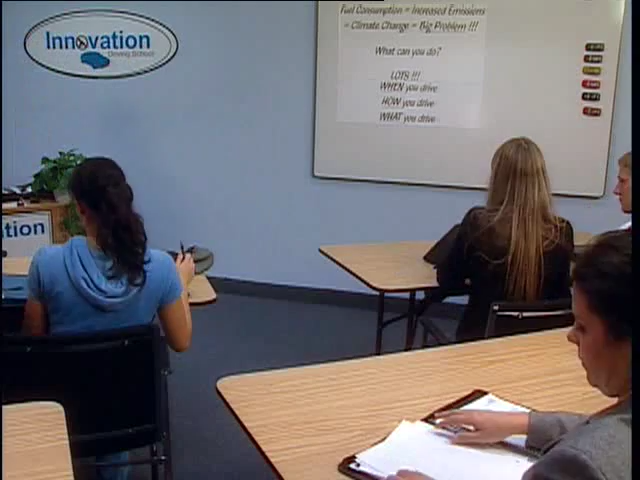 Innovation
Driving School
Fuel Consumption = Increased Emissions
= Climate Change = Big Problem !!!
What can you do?
LOTS !!!
WHEN you drive
HOW you drive
WHAT you drive
ation